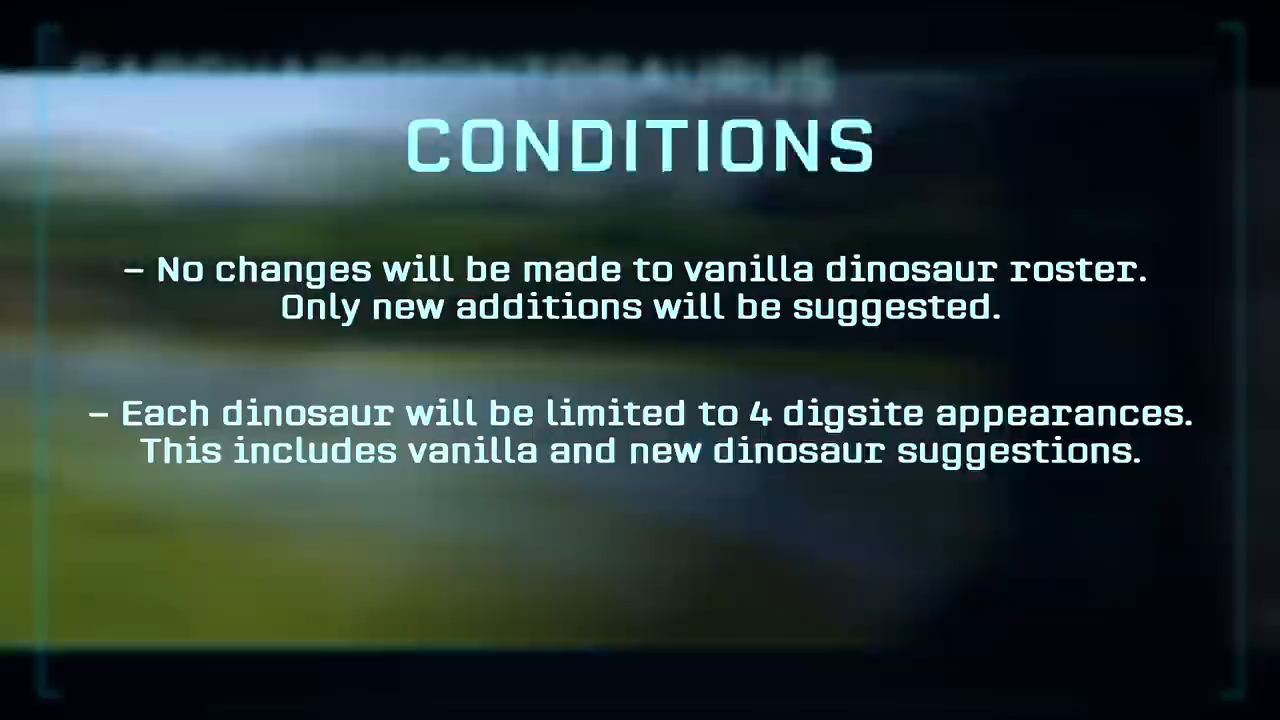 CARCHARODONTOSAURUS
CONDITIONS
– No changes will be made to vanilla dinosaur roster.
Only new additions will be suggested.
– Each dinosaur will be limited to 4 digsite appearances.
This includes vanilla and new dinosaur suggestions.